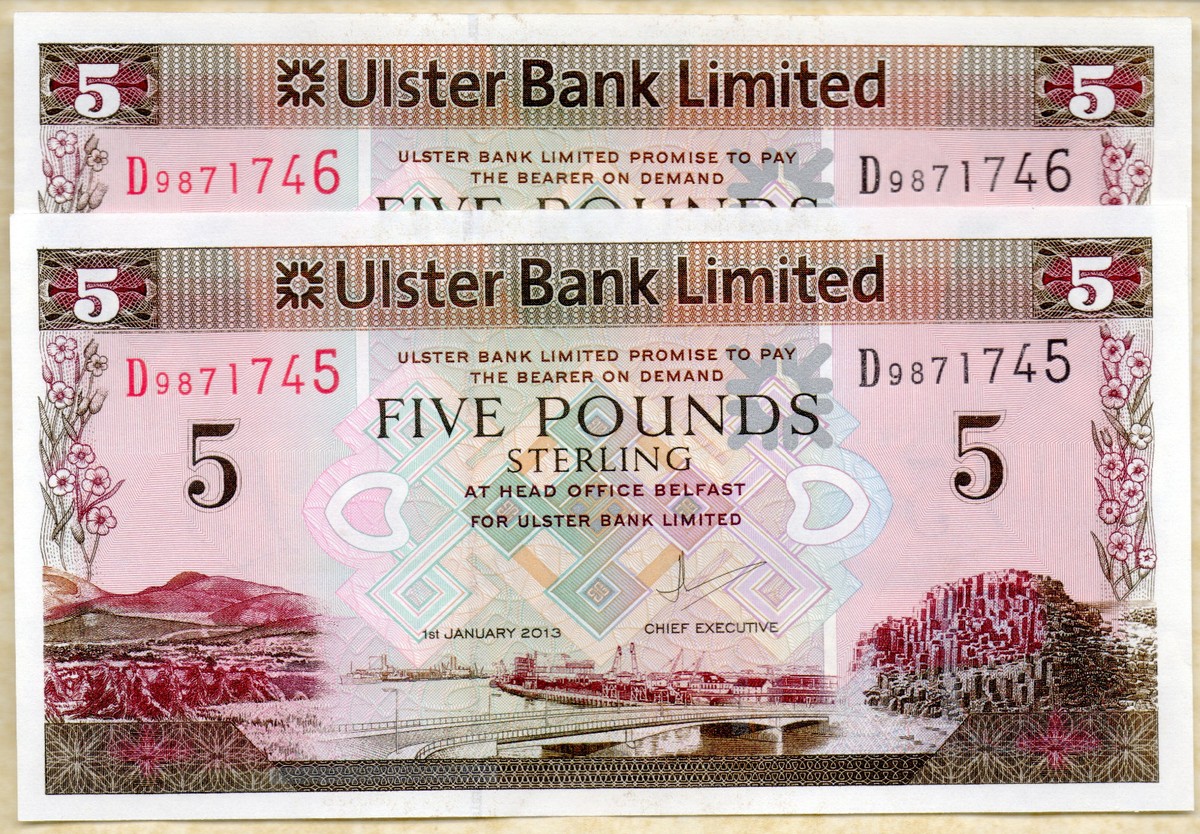 5 Ulster Bank Limited 5
D9871746 D9871746
ULSTER BANK LIMITED PROMISE TO PAY
THE BEARER ON DEMAND
FIVE POUNDS
5 Ulster Bank Limited 5
D9871745 D9871745
ULSTER BANK LIMITED PROMISE TO PAY
THE BEARER ON DEMAND
FIVE POUNDS
5 5
STERLING
AT HEAD OFFICE BELFAST
FOR ULSTER BANK LIMITED
1st JANUARY 2013 CHIEF EXECUTIVE